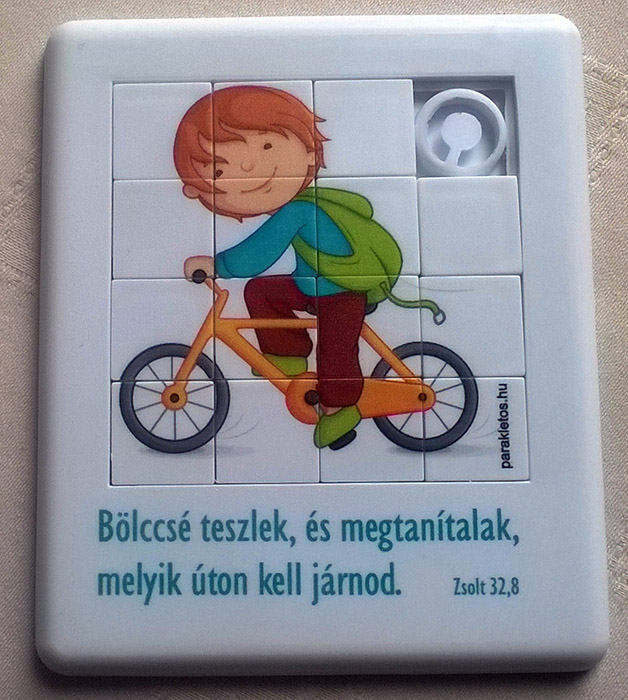 parakletos.hu
Bölccsé teszlek, és megtanítalak,
melyik úton kell járnod.
Zsolt 32,8